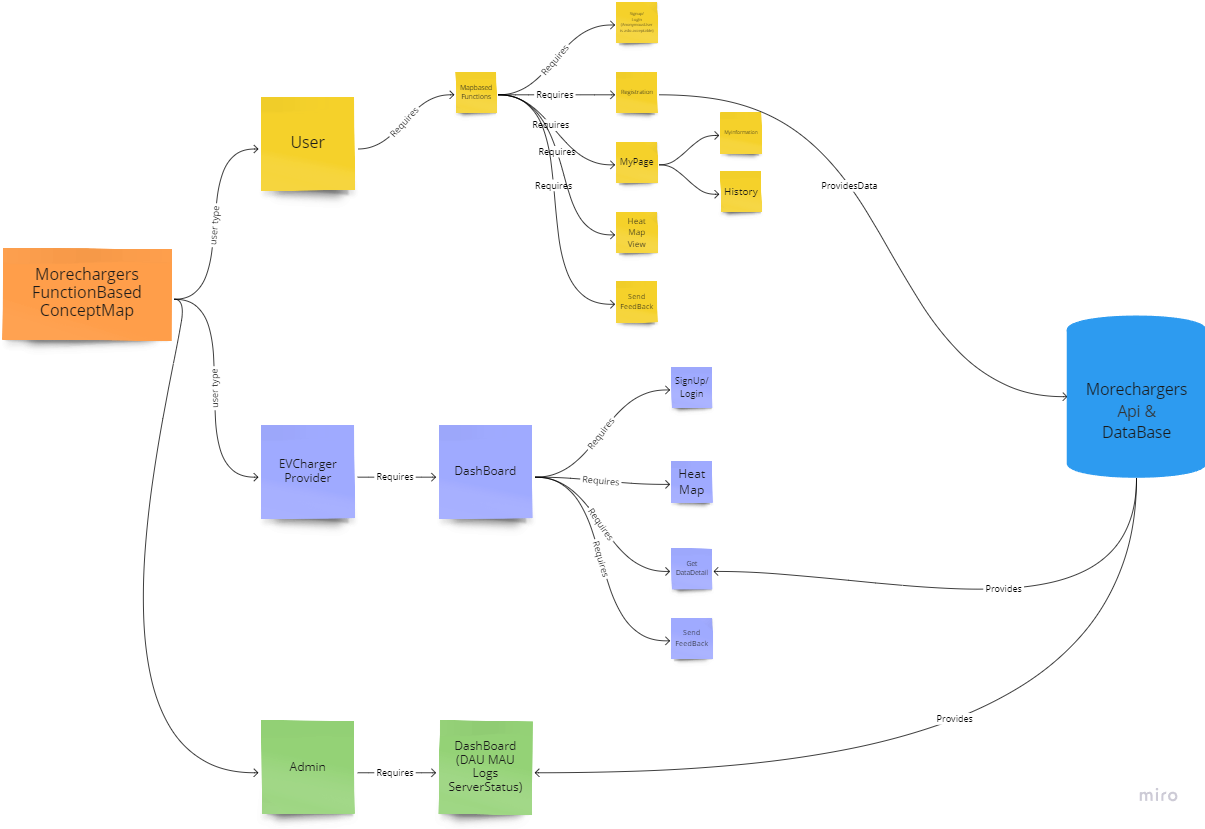 Signup/
Login
Requires
Mapbased
Functions
Requires
Registration
Requires
User
Requires
Requires
MyInformation
Requires
MyPage
ProvidesData
Requires
History
user type
Heat
Map
View
Morechargers
FunctionBased
ConceptMap
Send
FeedBack
user type
SignUp/
Login
Morechargers
Api &
DataBase
Requires
EVCharger
Provider
Requires
DashBoard
Requires
Heat
Map
Requires
Requires
Get
DataDetail
Provides
Send
FeedBack
Provides
Admin
Requires
DashBoard
(DAU MAU
Logs
ServerStatus)
miro